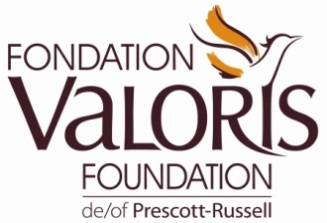 FONDATION
VALORIS
FOUNDATION
de/of Prescott-Russell